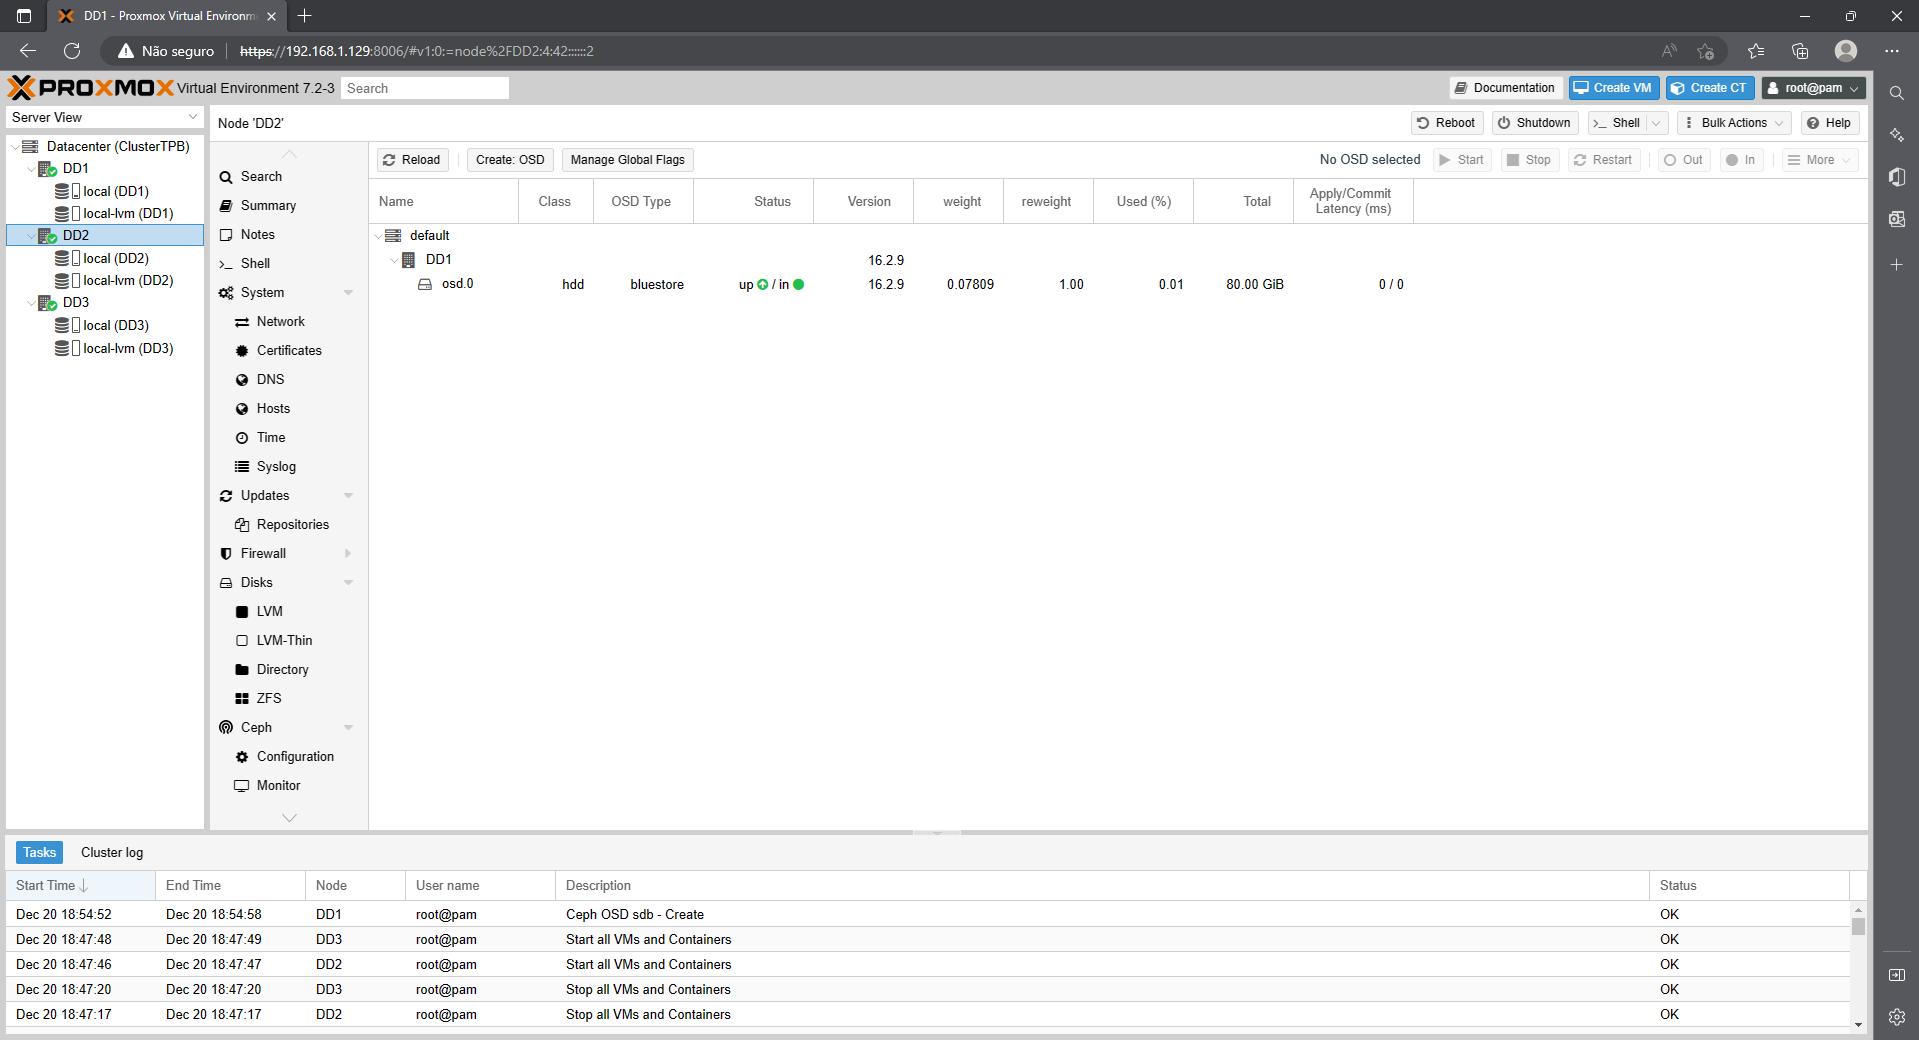 DD1 - Proxmox Virtual Environm
Não seguro
https://192.168.1.129:8006/#v1:0:=node%2FDD2:4:42::::::2
PROXMOX Virtual Environment 7.2-3
Search
Documentation
Create VM
Create CT
root@pam
Server View
Node 'DD2'
Reboot
Shutdown
Shell
Bulk Actions
Help
Datacenter (ClusterTPB)
DD1
local (DD1)
local-lvm (DD1)
DD2
local (DD2)
local-lvm (DD2)
DD3
local (DD3)
local-lvm (DD3)
Search
Summary
Notes
Shell
System
Network
Certificates
DNS
Hosts
Time
Syslog
Updates
Repositories
Firewall
Disks
LVM
LVM-Thin
Directory
ZFS
Ceph
Configuration
Monitor
Reload
Create: OSD
Manage Global Flags
No OSD selected
Start
Stop
Restart
Out
In
More
Name Class OSD Type Status Version weight reweight Used (%) Total Apply/Commit
Latency (ms)
default
DD1 16.2.9
osd.0 hdd bluestore up / in 16.2.9 0.07809 1.00 0.01 80.00 GiB 0 / 0
Tasks
Cluster log
Start Time End Time Node User name Description Status
Dec 20 18:54:52 Dec 20 18:54:58 DD1 root@pam Ceph OSD sdb - Create OK
Dec 20 18:47:48 Dec 20 18:47:49 DD3 root@pam Start all VMs and Containers OK
Dec 20 18:47:46 Dec 20 18:47:47 DD2 root@pam Start all VMs and Containers OK
Dec 20 18:47:20 Dec 20 18:47:20 DD3 root@pam Stop all VMs and Containers OK
Dec 20 18:47:17 Dec 20 18:47:17 DD2 root@pam Stop all VMs and Containers OK